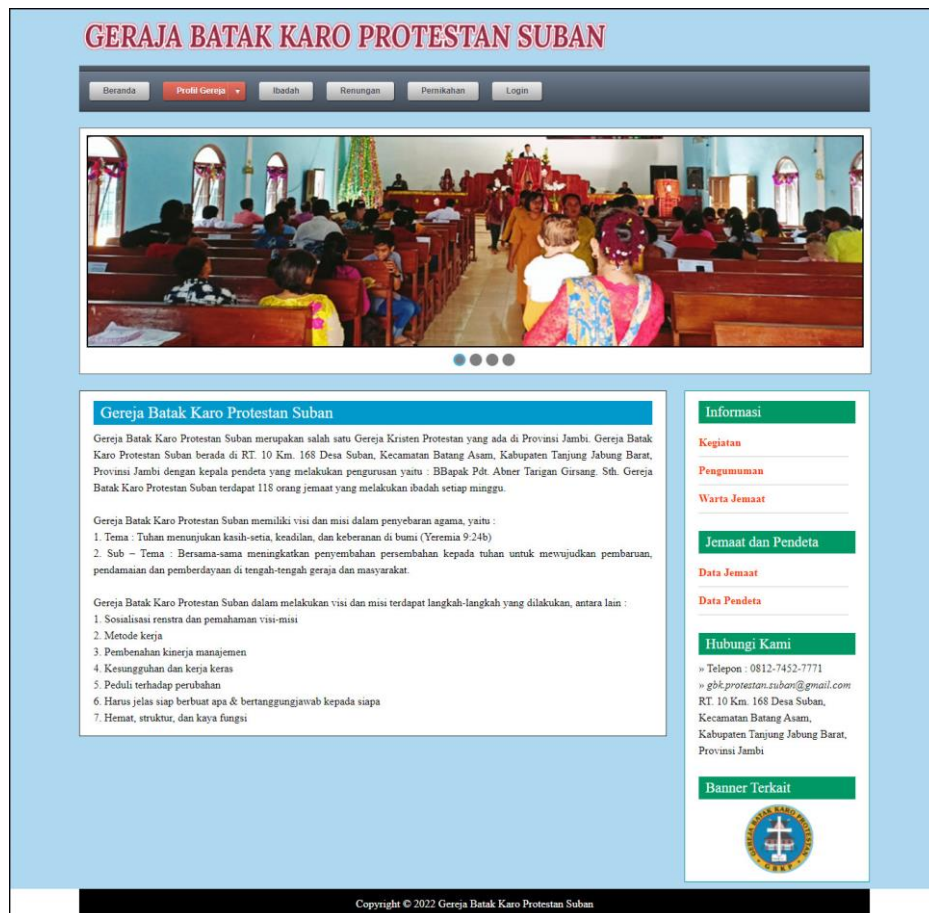 GERAJA BATAK KARO PROTESTAN SUBAN
Beranda
Profil Gereja
Ibadah
Renungan
Pernikahan
Login
Gereja Batak Karo Protestan Suban
Gereja Batak Karo Protestan Suban merupakan salah satu Gereja Kristen Protestan yang ada di Provinsi Jambi. Gereja Batak
Karo Protestan Suban berada di RT. 10 Km. 168 Desa Suban, Kecamatan Batang Asam, Kabupaten Tanjung Jabung Barat,
Provinsi Jambi dengan kepala pendeta yang melakukan pengurusan yaitu : BBapak Pdt. Abner Tarigan Girsang. Sth. Gereja
Batak Karo Protestan Suban terdapat 118 orang jemaat yang melakukan ibadah setiap minggu.
Gereja Batak Karo Protestan Suban memiliki visi dan misi dalam penyebaran agama, yaitu :
1. Tema : Tuhan menunjukan kasih-setia, keadilan, dan keberanan di bumi (Yeremia 9:24b)
2. Sub – Tema : Bersama-sama meningkatkan penyembahan persembahan kepada tuhan untuk mewujudkan pembaruan,
pendamaian dan pemberdayaan di tengah-tengah geraja dan masyarakat.
Gereja Batak Karo Protestan Suban dalam melakukan visi dan misi terdapat langkah-langkah yang dilakukan, antara lain :
1. Sosialisasi renstra dan pemahaman visi-misi
2. Metode kerja
3. Pembenahan kinerja manajemen
4. Kesungguhan dan kerja keras
5. Peduli terhadap perubahan
6. Harus jelas siap berbuat apa & bertanggungjawab kepada siapa
7. Hemat, struktur, dan kaya fungsi
Informasi
Kegiatan
Pengumuman
Warta Jemaat
Jemaat dan Pendeta
Data Jemaat
Data Pendeta
Hubungi Kami
» Telepon : 0812-7452-7771
» gbk.protestan.suban@gmail.com
RT. 10 Km. 168 Desa Suban,
Kecamatan Batang Asam,
Kabupaten Tanjung Jabung Barat,
Provinsi Jambi
Banner Terkait
GEREJA BATAK KARO PROTESTAN
GBKP
Copyright © 2022 Gereja Batak Karo Protestan Suban